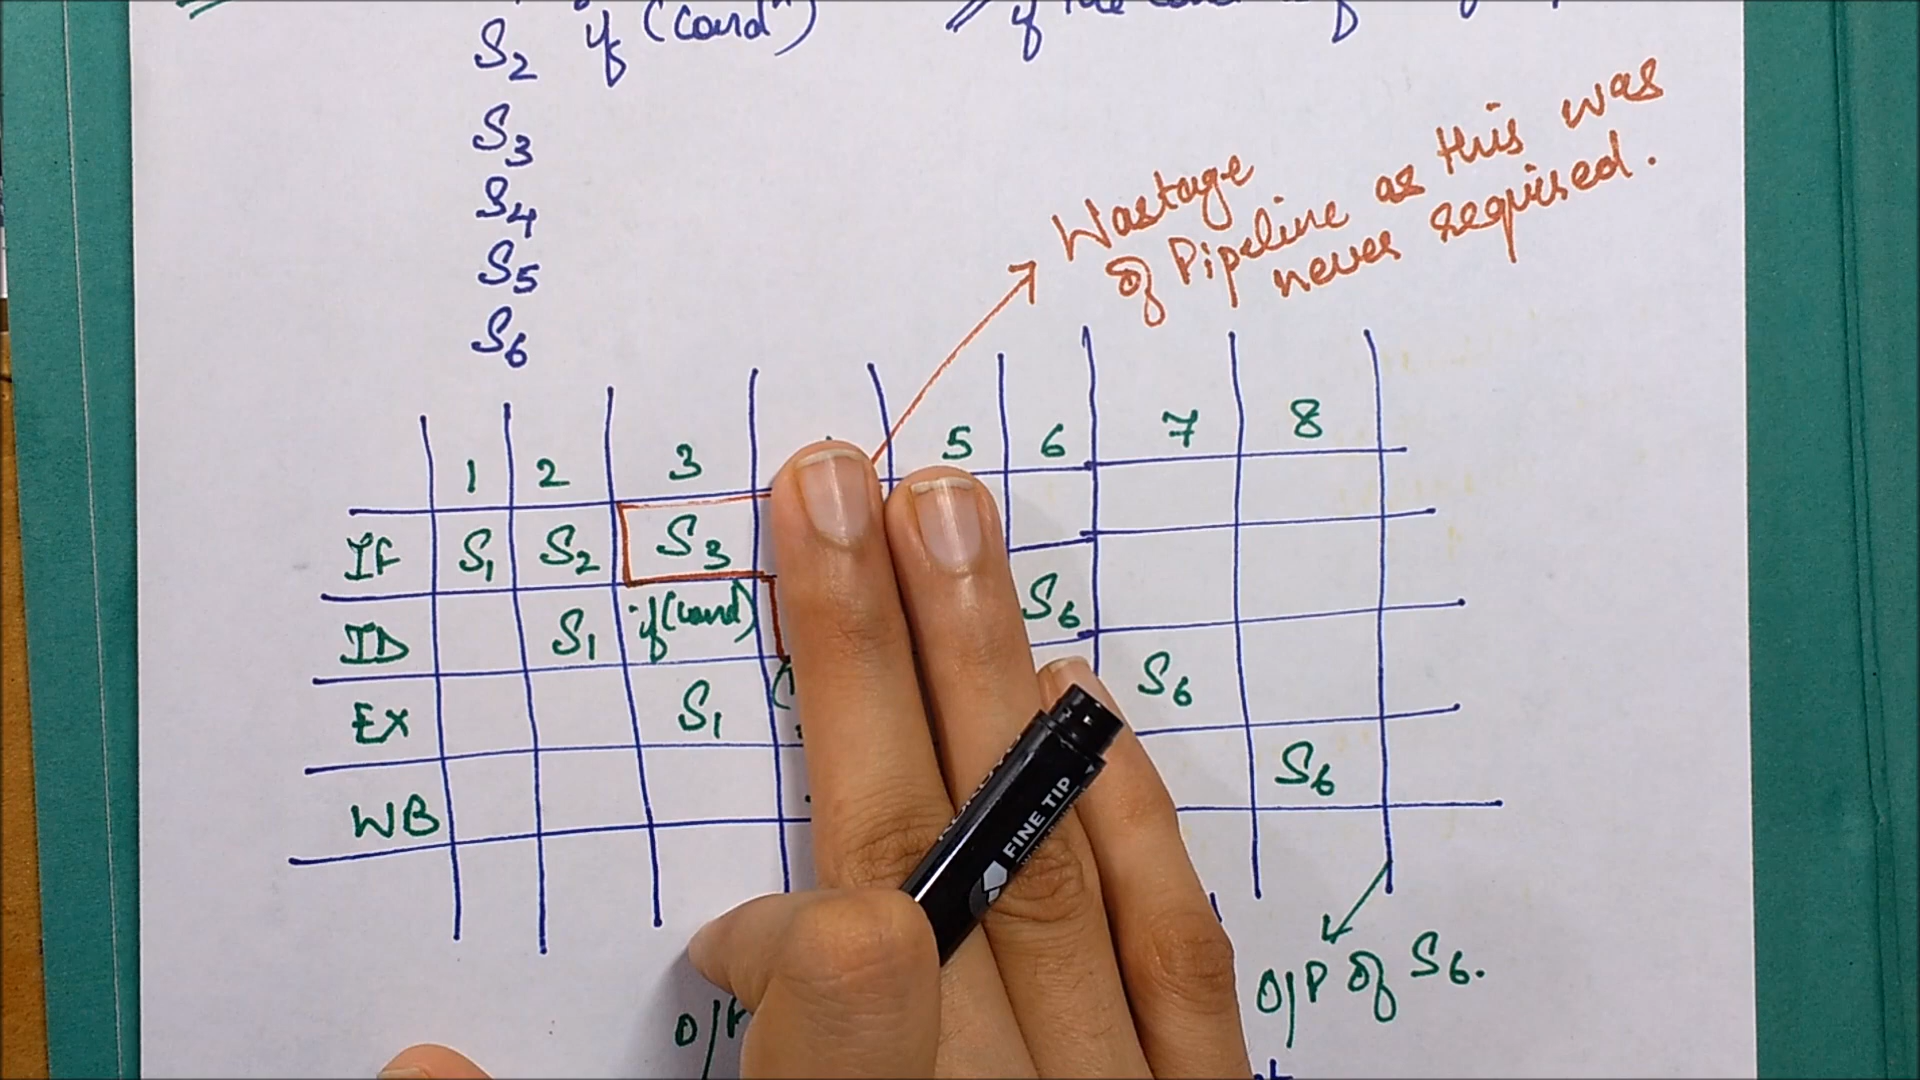 S2 if (condn)
S3
S4
S5
S6
Wastage
of Pipeline as this was
never required.
1 2 3 5 6 7 8
IF S1 S2 S3
ID S1 if(cond) S6
EX S1 S6
WB S6
FINE TIP
O/P of S6.